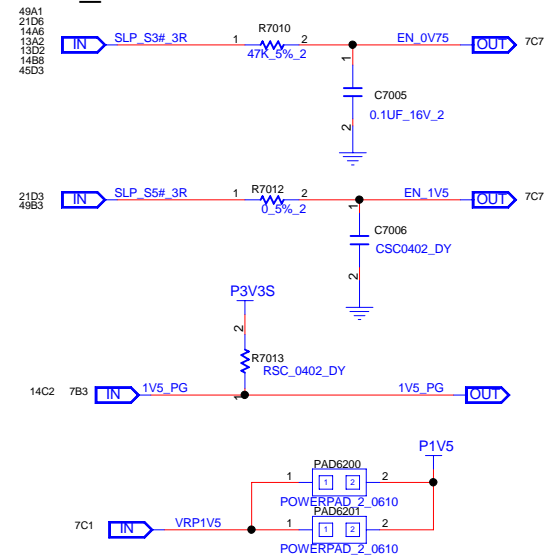 49A1
21D6
14A6
13A2
13D2
14B8
45D3
IN SLP_S3#_3R 1 R7010 2 EN_0V75 OUT 7C7
47K_5%_2
1
C7005
0.1UF_16V_2
2
21D3
49B3
IN SLP_S5#_3R 1 R7012 2 EN_1V5 OUT 7C7
0_5%_2
1
C7006
CSC0402_DY
2
P3V3S
2
R7013
RSC_0402_DY
1
14C2 7B3 IN 1V5_PG 1V5_PG OUT
P1V5
PAD6200
1 1 2 2
POWERPAD_2_0610
PAD6201
7C1 IN VRP1V5 1 1 2 2
POWERPAD_2_0610